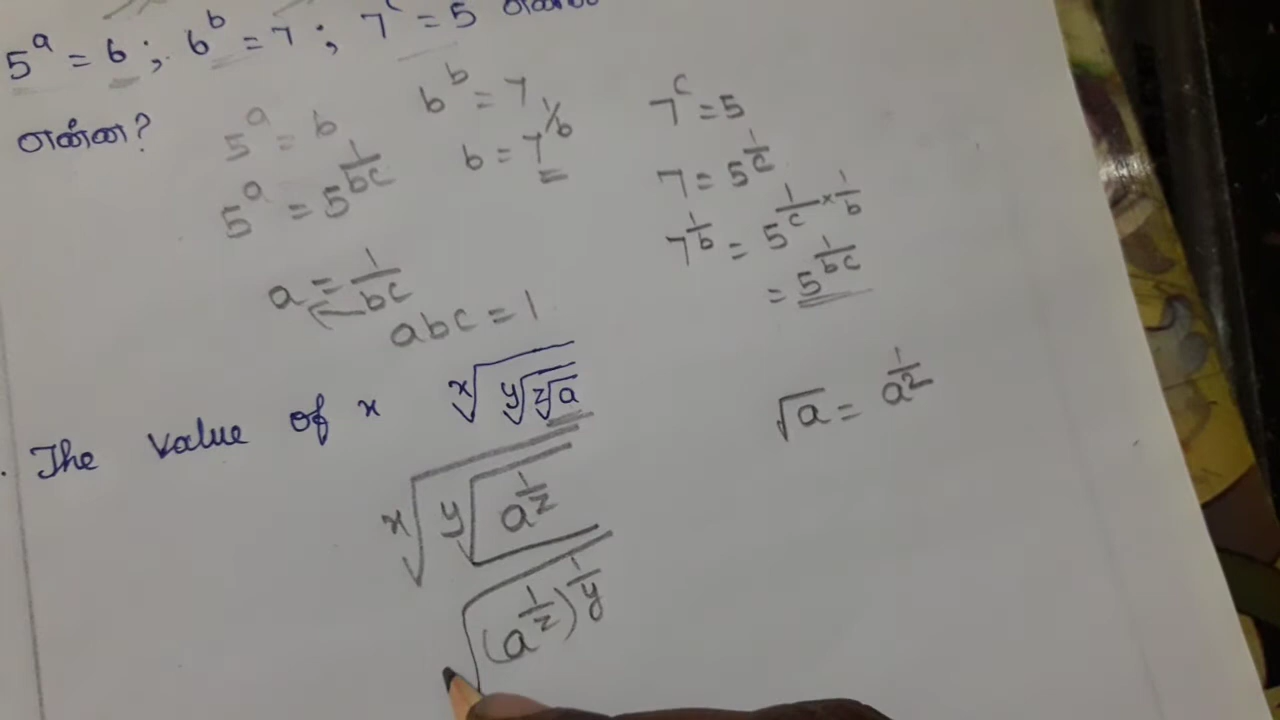 5^a = 6 ; 6^b = 7 ; 7^c = 5 எனில்
என்ன?
5^a = 6
5^a = 5^(1/bc)
a = 1/bc
abc = 1
6^b = 7
6 = 7^(1/b)
7^c = 5
7 = 5^(1/c)
7^(1/b) = 5^(1/c × 1/b)
= 5^(1/bc)
. The value of x ˣ√(ʸ√(ᶻ√a))
√a = a^(1/2)
ˣ√(ʸ√(a^(1/z)))
√((a^(1/z))^(1/y))